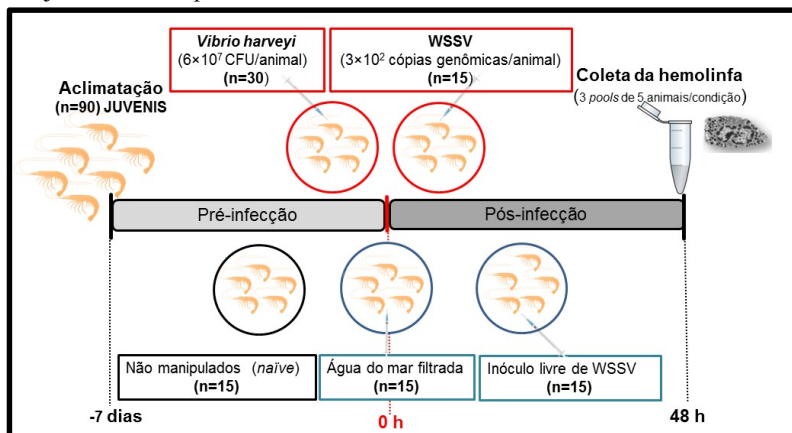 Vibrio harveyi
(6×10⁷ CFU/animal)
(n=30)
WSSV
(3×10² cópias genômicas/animal)
(n=15)
Aclimatação
(n=90) JUVENIS
Coleta da hemolinfa
(3 pools de 5 animais/condição)
Pré-infecção
Pós-infecção
Não manipulados (naïve)
(n=15)
Água do mar filtrada
(n=15)
Inóculo livre de WSSV
(n=15)
-7 dias
0 h
48 h